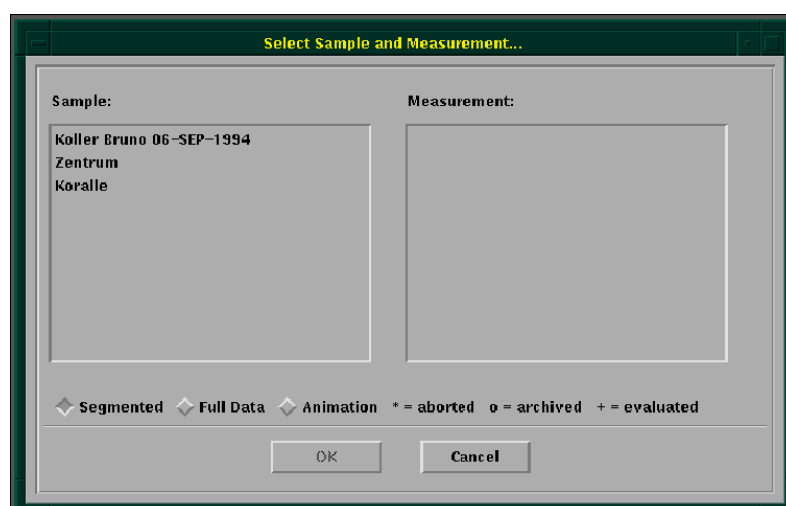 Select Sample and Measurement...
Sample:
Measurement:
Koller Bruno 06-SEP-1994
Zentrum
Koralle
Segmented Full Data Animation * = aborted o = archived + = evaluated
OK Cancel